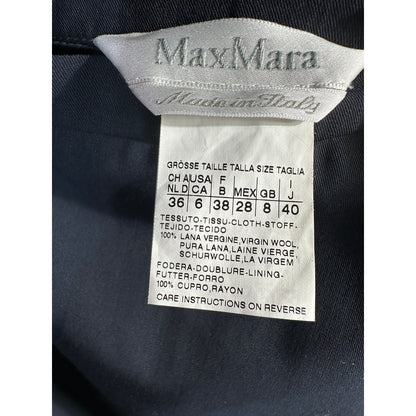 MaxMara
Made in Italy
GRÖSSE TAILLE TALLA SIZE TAGLIA
CH A USA F I
NL D CA B MEX GB J
36 6 38 28 8 40
TESSUTO-TISSU-CLOTH-STOFF-
TEJIDO-TECIDO
100% LANA VERGINE,VIRGIN WOOL,
PURA LANA,LAINE VIERGE,
SCHURWOLLE,LA VIRGEM
FODERA-DOUBLURE-LINING-
FUTTER-FORRO
100% CUPRO,RAYON
CARE INSTRUCTIONS ON REVERSE